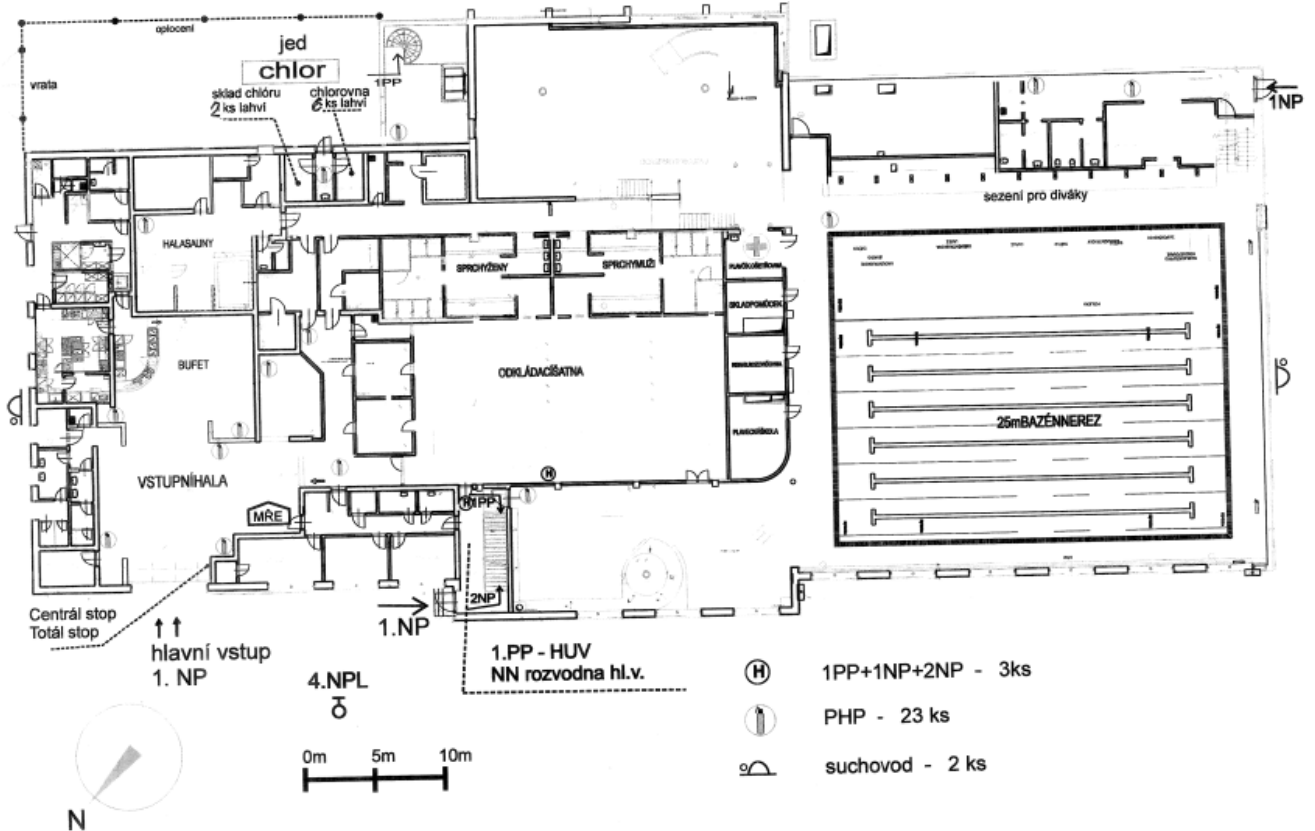 oplocení
vrata
jed
chlor
sklad chlóru
2 ks lahví
chlorovna
6 ks lahví
1PP
1NP
sezení pro diváky
HALASAUNY
SPRCHYŽENY
SPRCHYMUŽI
SKLADPOMŮCEK
BUFET
ODKLÁDACÍŠATNA
PLAVECKÁŠKOLA
25mBAZÉNNEREZ
VSTUPNÍHALA
MŘE
H
H
1PP
2NP
Centrál stop
Totál stop
hlavní vstup
1. NP
1.NP
1.PP - HUV
NN rozvodna hl.v.
4.NPL
0m 5m 10m
N
H 1PP+1NP+2NP - 3ks
PHP - 23 ks
suchovod - 2 ks